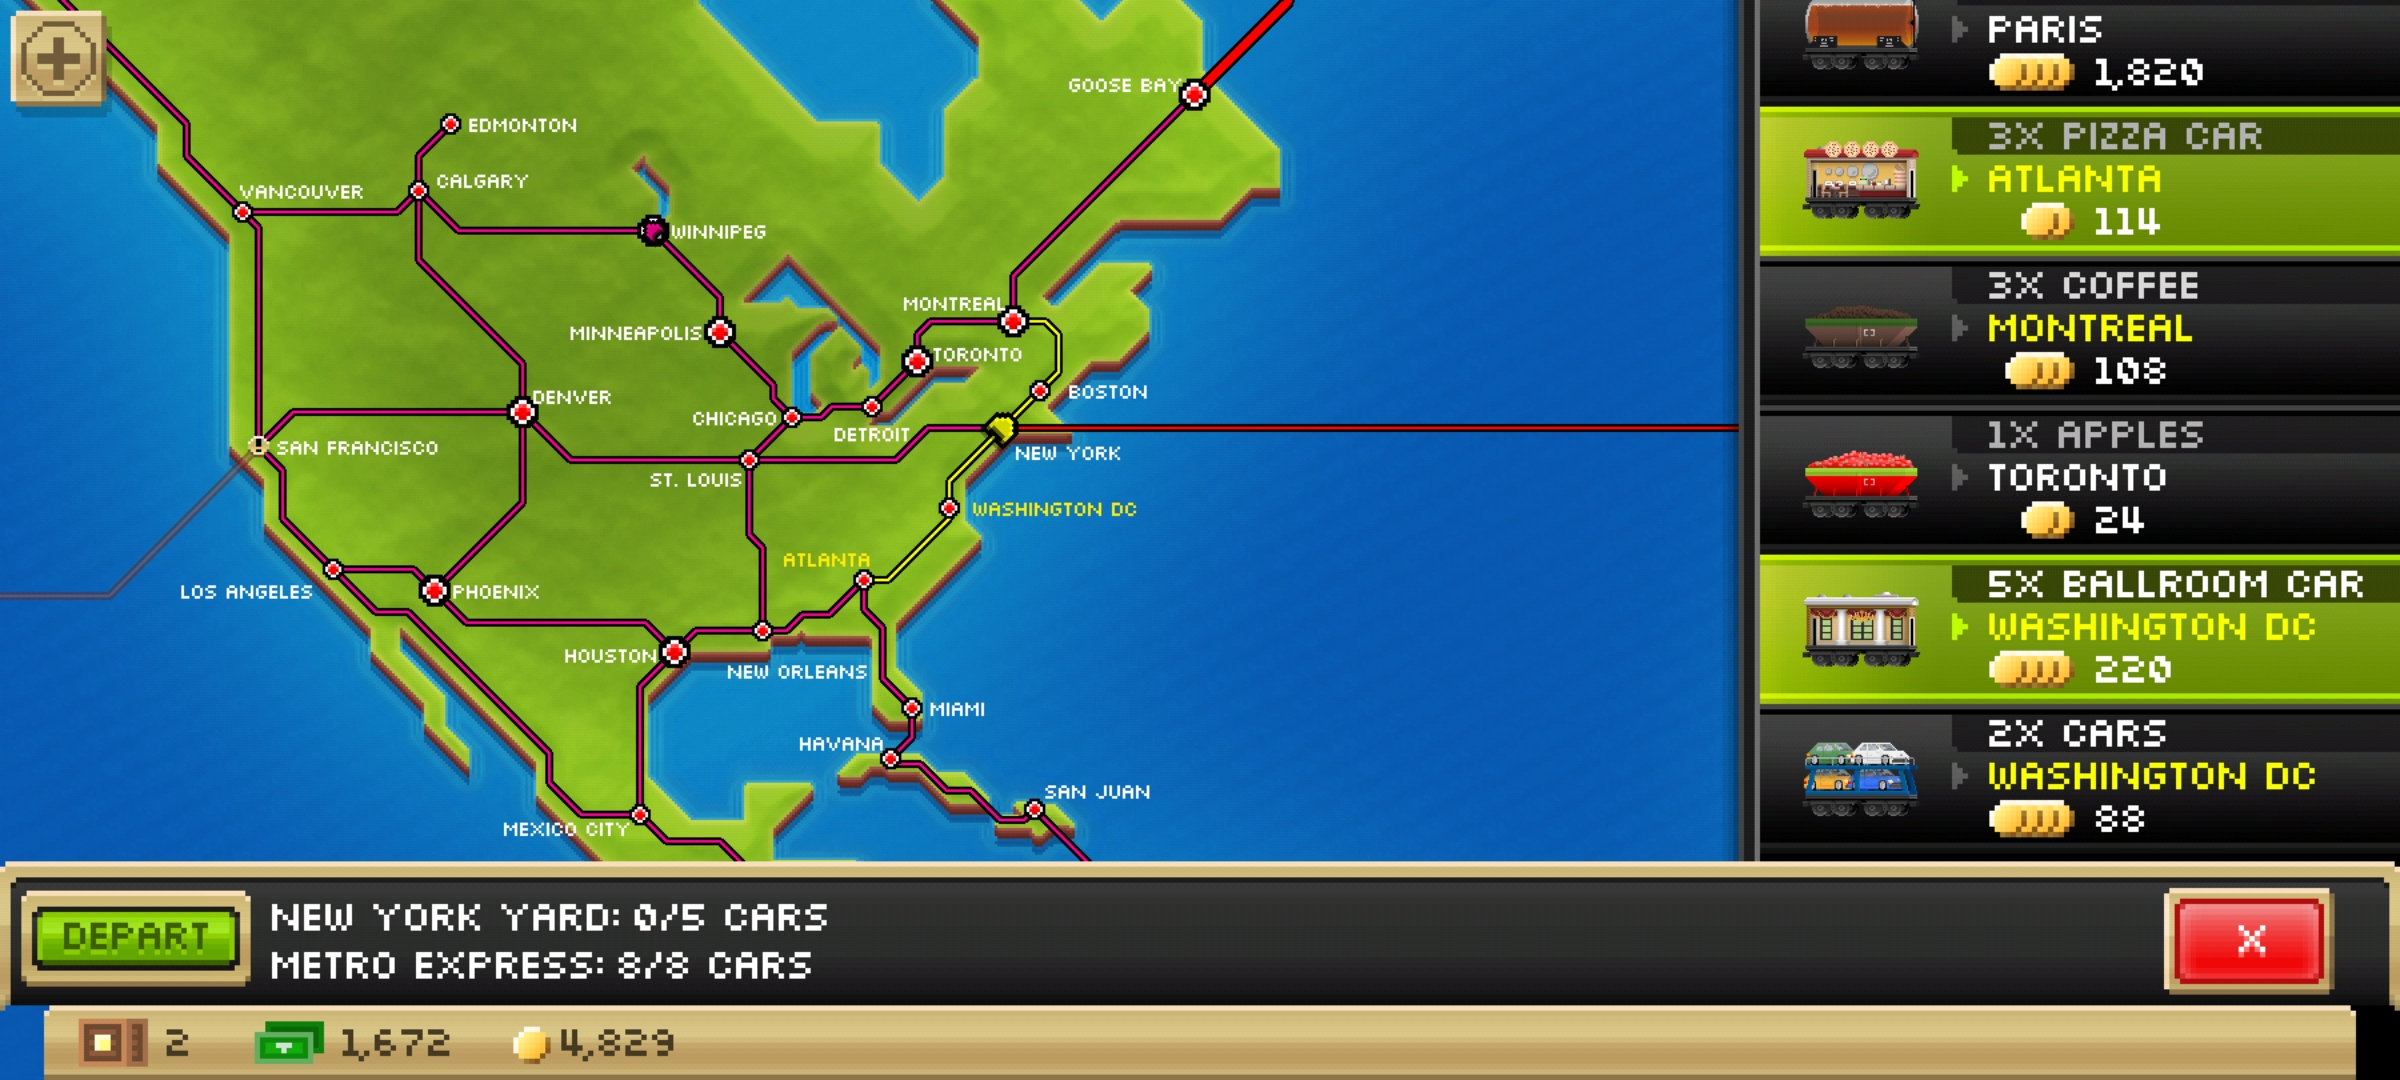 GOOSE BAY
EDMONTON
CALGARY
VANCOUVER
WINNIPEG
MONTREAL
MINNEAPOLIS
TORONTO
DENVER
BOSTON
CHICAGO
DETROIT
SAN FRANCISCO
NEW YORK
ST. LOUIS
WASHINGTON DC
ATLANTA
LOS ANGELES
PHOENIX
HOUSTON
NEW ORLEANS
MIAMI
HAVANA
SAN JUAN
MEXICO CITY
PARIS
1,820
3X PIZZA CAR
ATLANTA
114
3X COFFEE
MONTREAL
108
1X APPLES
TORONTO
24
5X BALLROOM CAR
WASHINGTON DC
220
2X CARS
WASHINGTON DC
88
DEPART
NEW YORK YARD: 0/5 CARS
METRO EXPRESS: 8/8 CARS
X
2
1,672
4,829